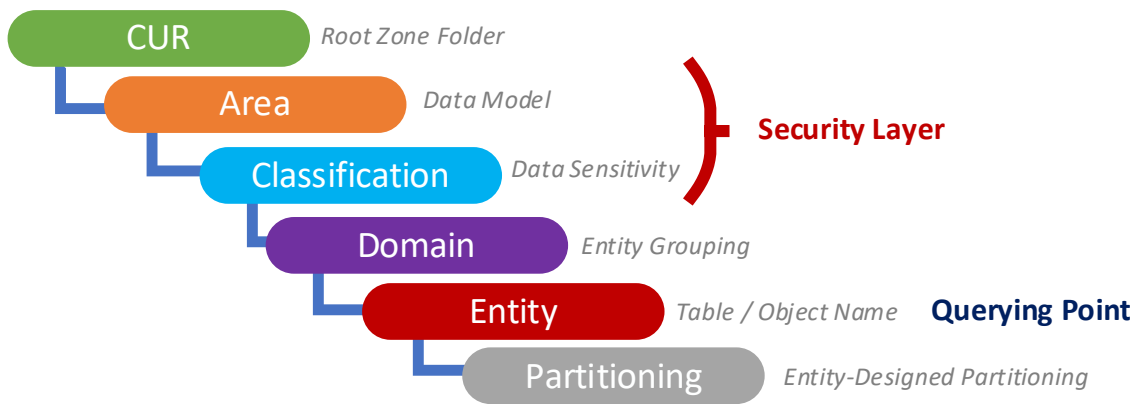 CUR Root Zone Folder
Area Data Model
Security Layer
Classification Data Sensitivity
Domain Entity Grouping
Entity Table / Object Name Querying Point
Partitioning Entity-Designed Partitioning